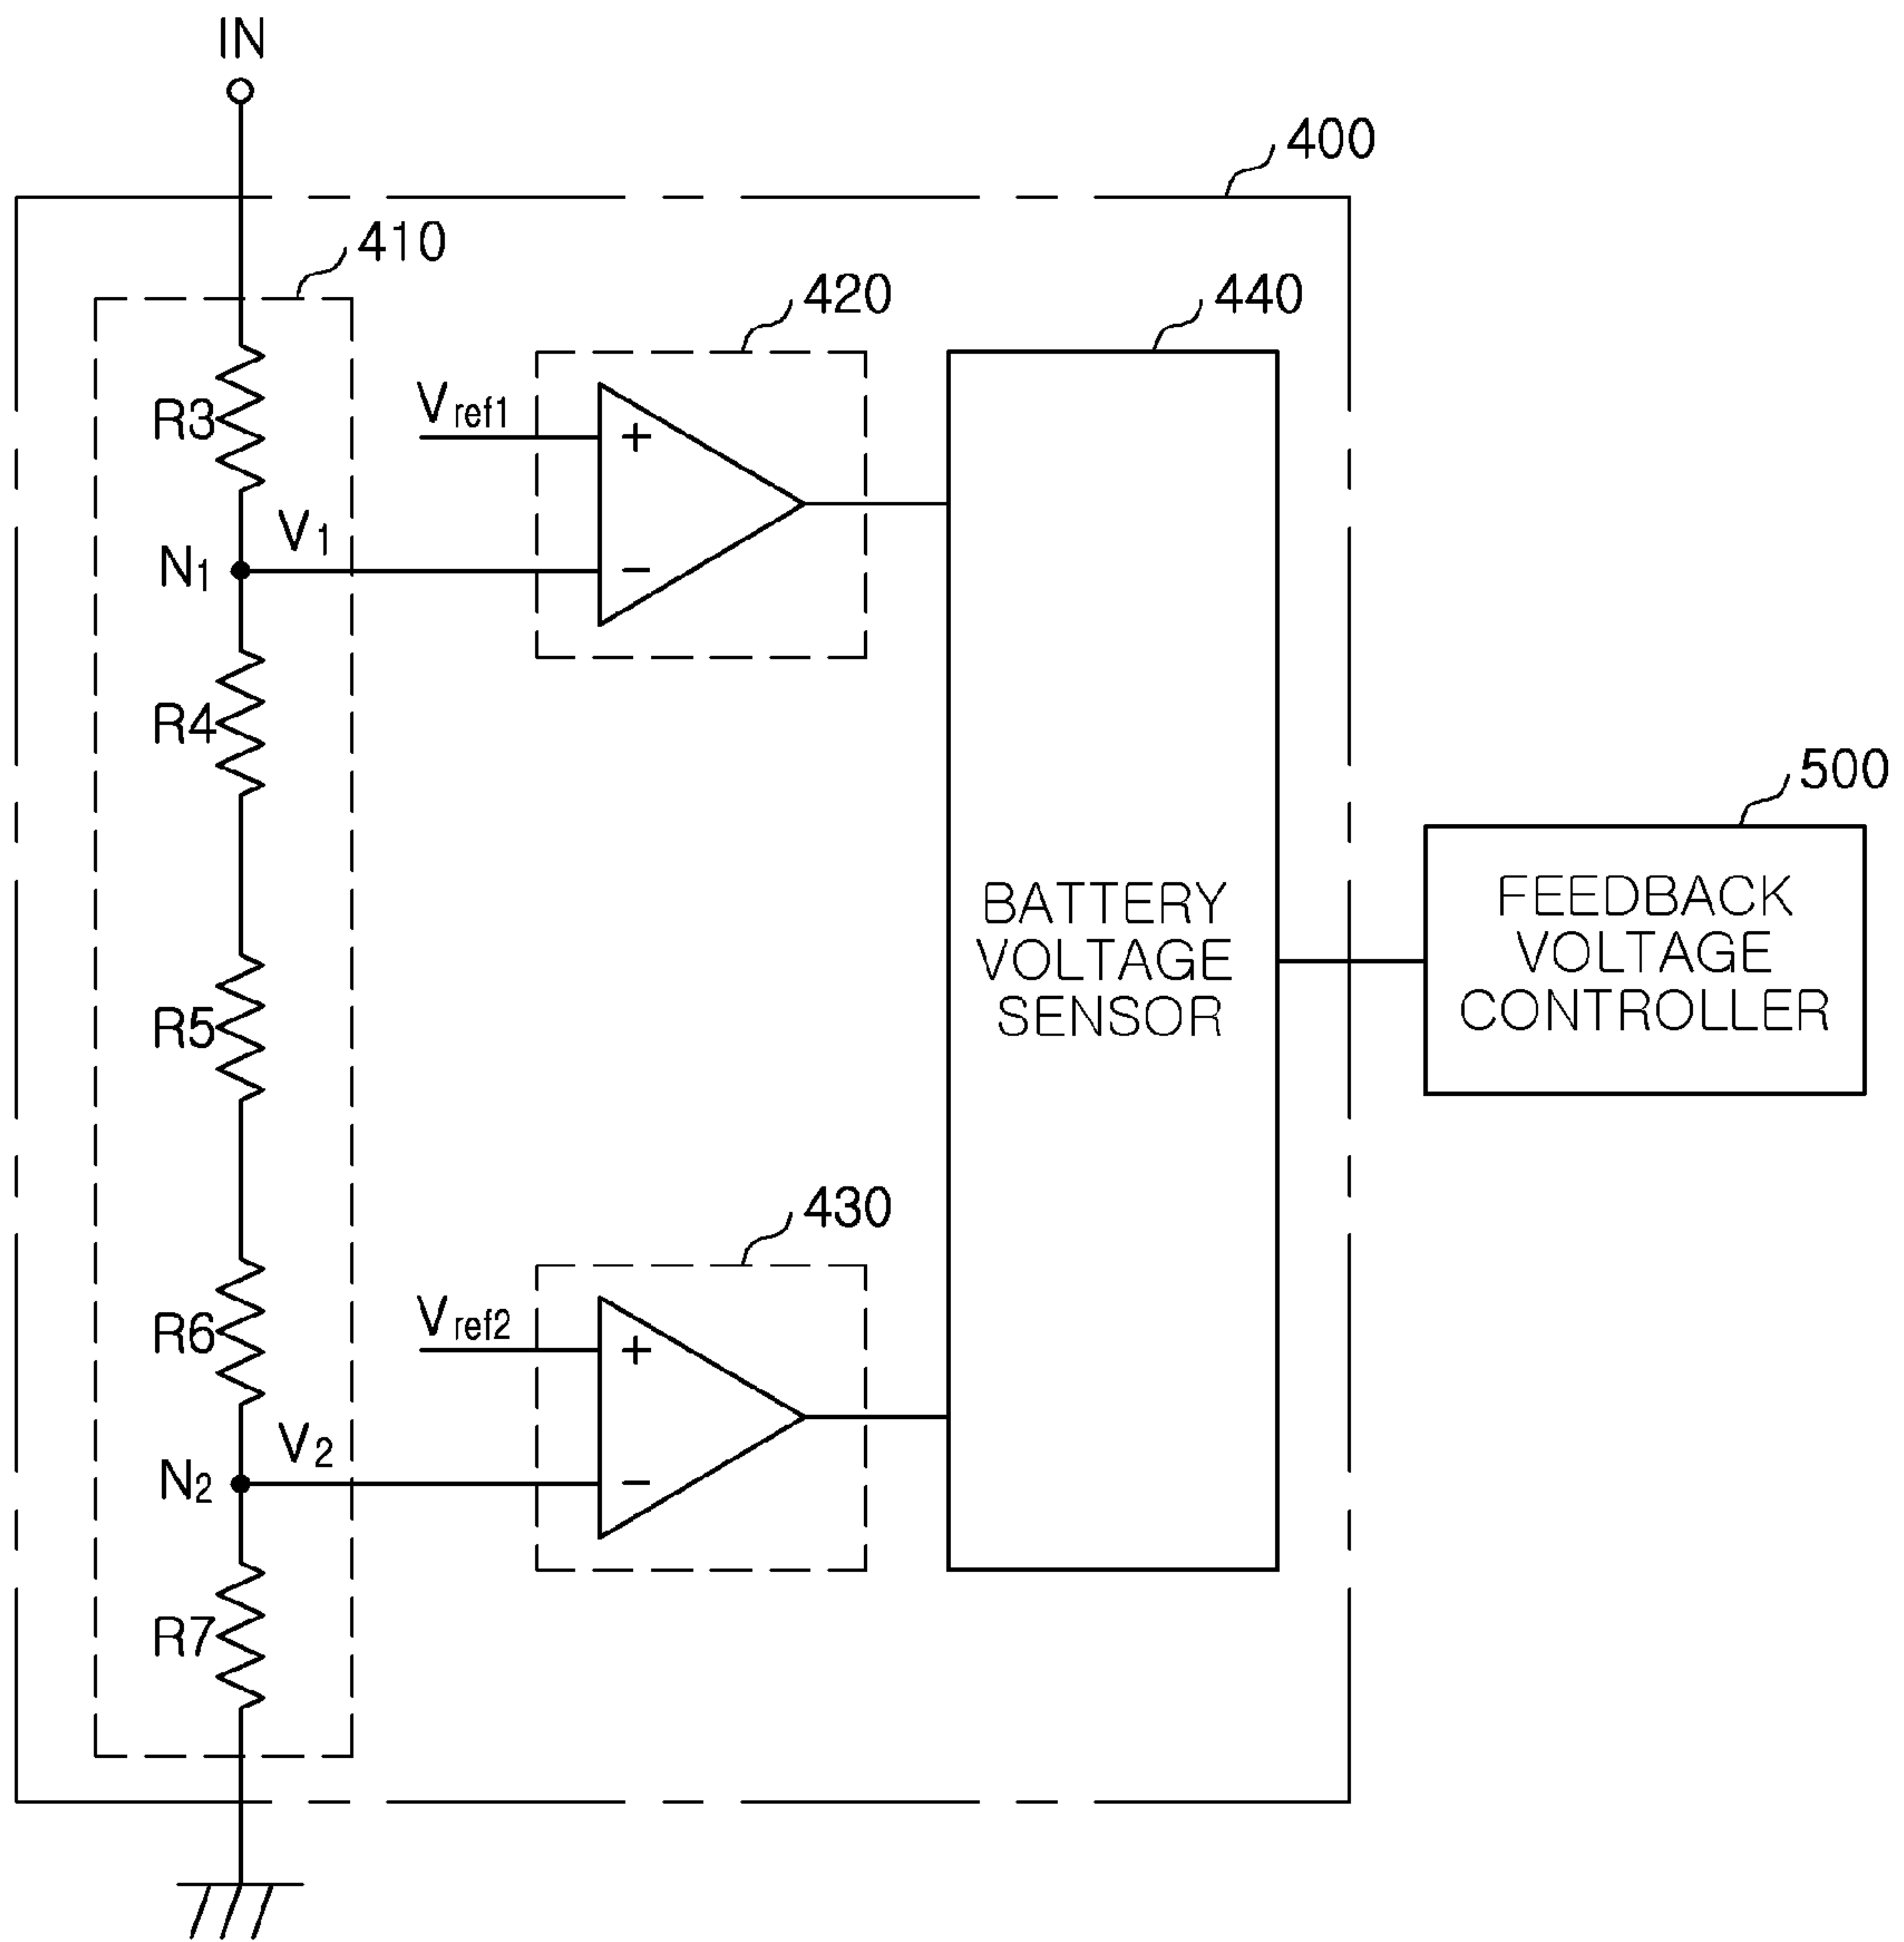 IN
400
410
420
440
R3
Vref1
+
V1
N1
−
R4
500
R5
BATTERY
VOLTAGE
SENSOR
FEEDBACK
VOLTAGE
CONTROLLER
430
R6
Vref2
+
V2
N2
−
R7